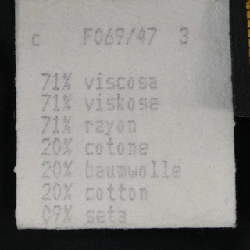 c F069/47 3
71% viscosa
71% viskose
71% rayon
20% cotone
20% baumwolle
20% cotton
09% seta